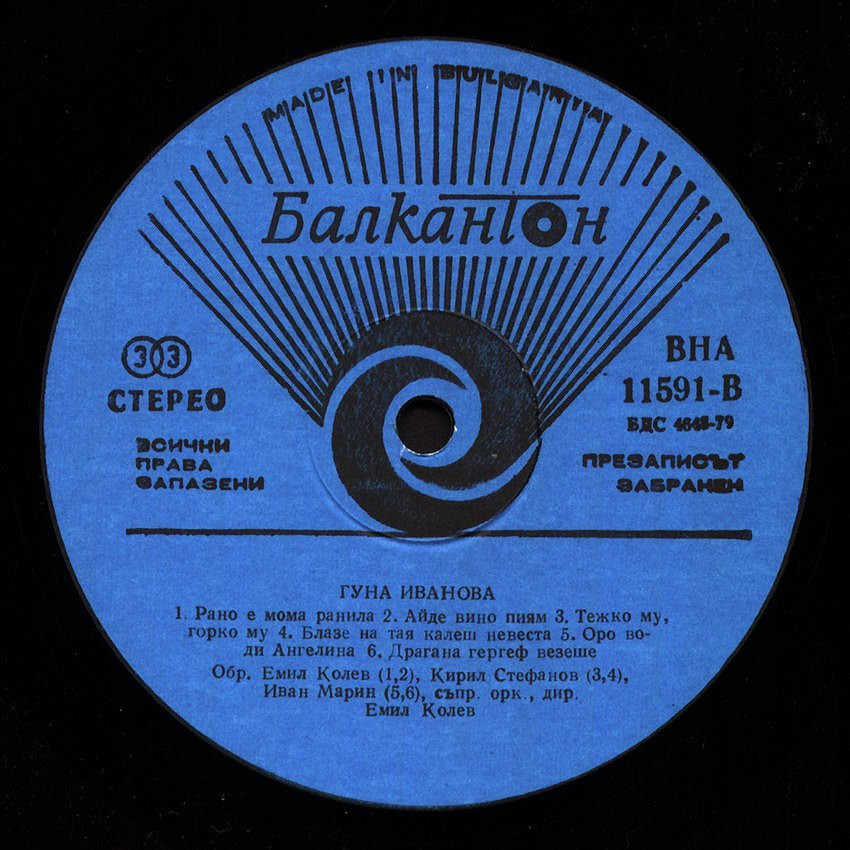 MADE IN BULGARIA
Балкантон
33
СТЕРЕО
ВСИЧКИ
ПРАВА
ЗАПАЗЕНИ
ВНА
11591-В
БДС 4645-79
ПРЕЗАПИСЪТ
ЗАБРАНЕН
ГУНА ИВАНОВА
1. Рано е мома ранила 2. Айде вино пиям 3. Тежко му,
горко му 4. Блазе на тая калеш невеста 5. Оро во-
ди Ангелина 6. Драгана гергеф везеше
Обр. Емил Колев (1,2), Кирил Стефанов (3,4),
Иван Марин (5,6), съпр. орк., дир.
Емил Колев